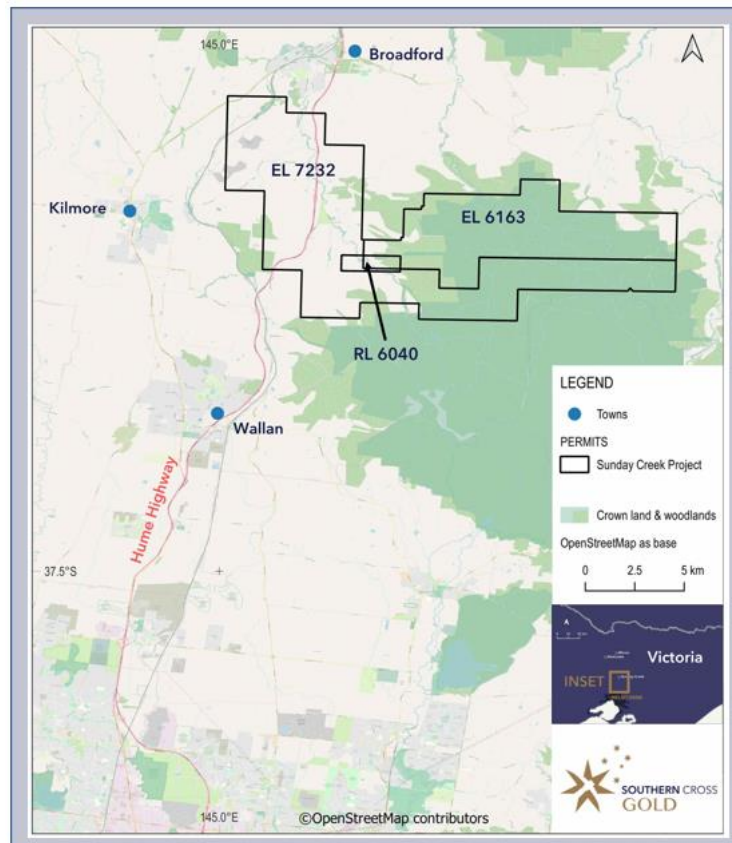 145.0°E
Broadford
EL 7232
Kilmore
EL 6163
RL 6040
Wallan
Hume Highway
37.5°S
LEGEND
Towns
PERMITS
Sunday Creek Project
Crown land & woodlands
OpenStreetMap as base
0 2.5 5 km
Victoria
INSET
SOUTHERN CROSS
GOLD
145.0°E
©OpenStreetMap contributors